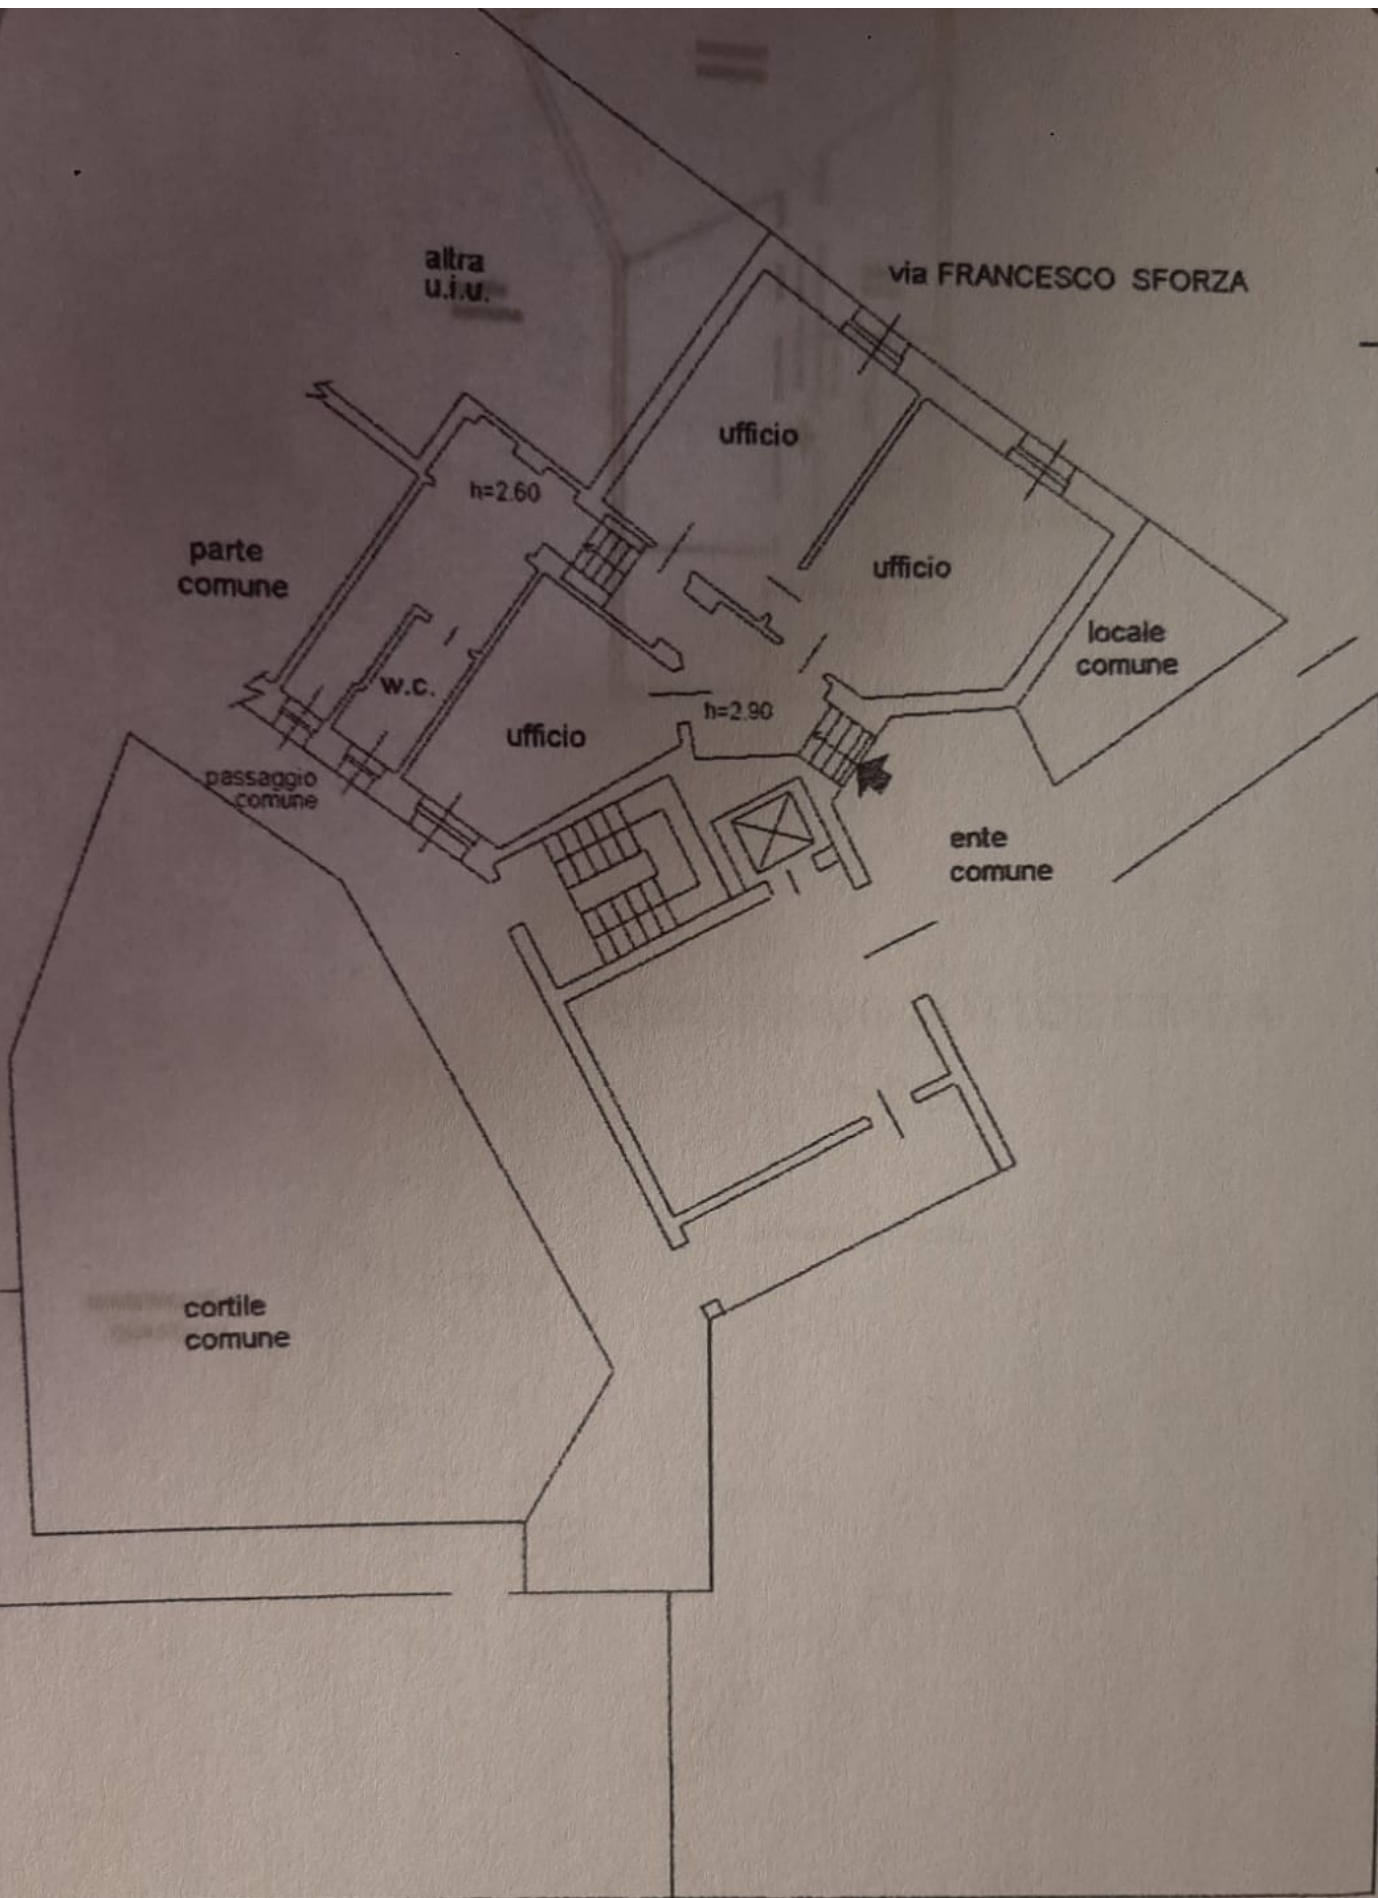 altra
u.i.u.
via FRANCESCO SFORZA
ufficio
h=2.60
parte
comune
ufficio
locale
comune
w.c.
h=2.90
ufficio
passaggio
comune
ente
comune
cortile
comune